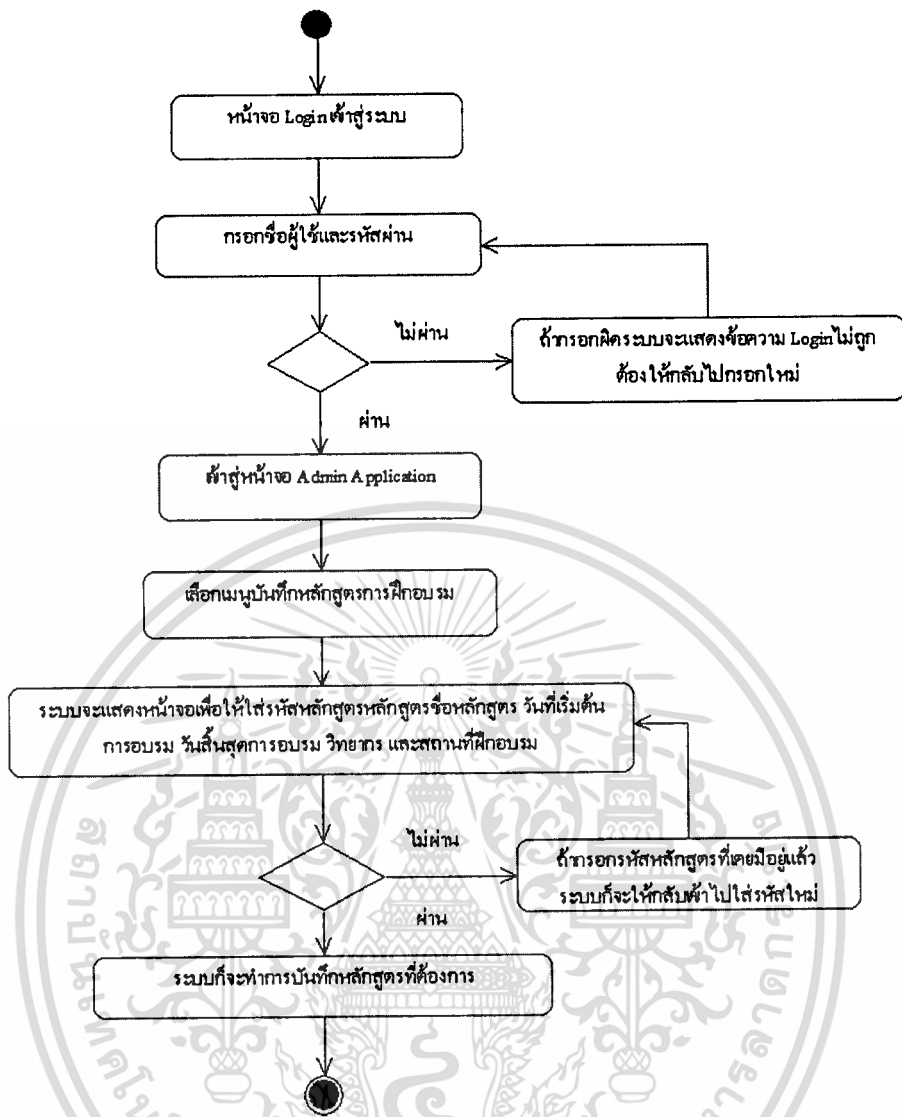 หน้าจอ Login เข้าสู่ระบบ
กรอกชื่อผู้ใช้และรหัสผ่าน
ไม่ผ่าน
ถ้ากรอกผิดระบบจะแสดงข้อความ Login ไม่ถูก
ต้องให้กลับไปกรอกใหม่
ผ่าน
เข้าสู่หน้าจอ Admin Application
เลือกเมนูบันทึกหลักสูตรการฝึกอบรม
ระบบจะแสดงหน้าจอเพื่อให้ใส่รหัสหลักสูตรหลักสูตรชื่อหลักสูตร วันที่เริ่มต้น
การอบรม วันสิ้นสุดการอบรม วิทยากร และสถานที่ฝึกอบรม
ไม่ผ่าน
ถ้ากรอกรหัสหลักสูตรที่เคยมีอยู่แล้ว
ระบบก็จะให้กลับเข้าไปใส่รหัสใหม่
ผ่าน
ระบบก็จะทำการบันทึกหลักสูตรที่ต้องการ